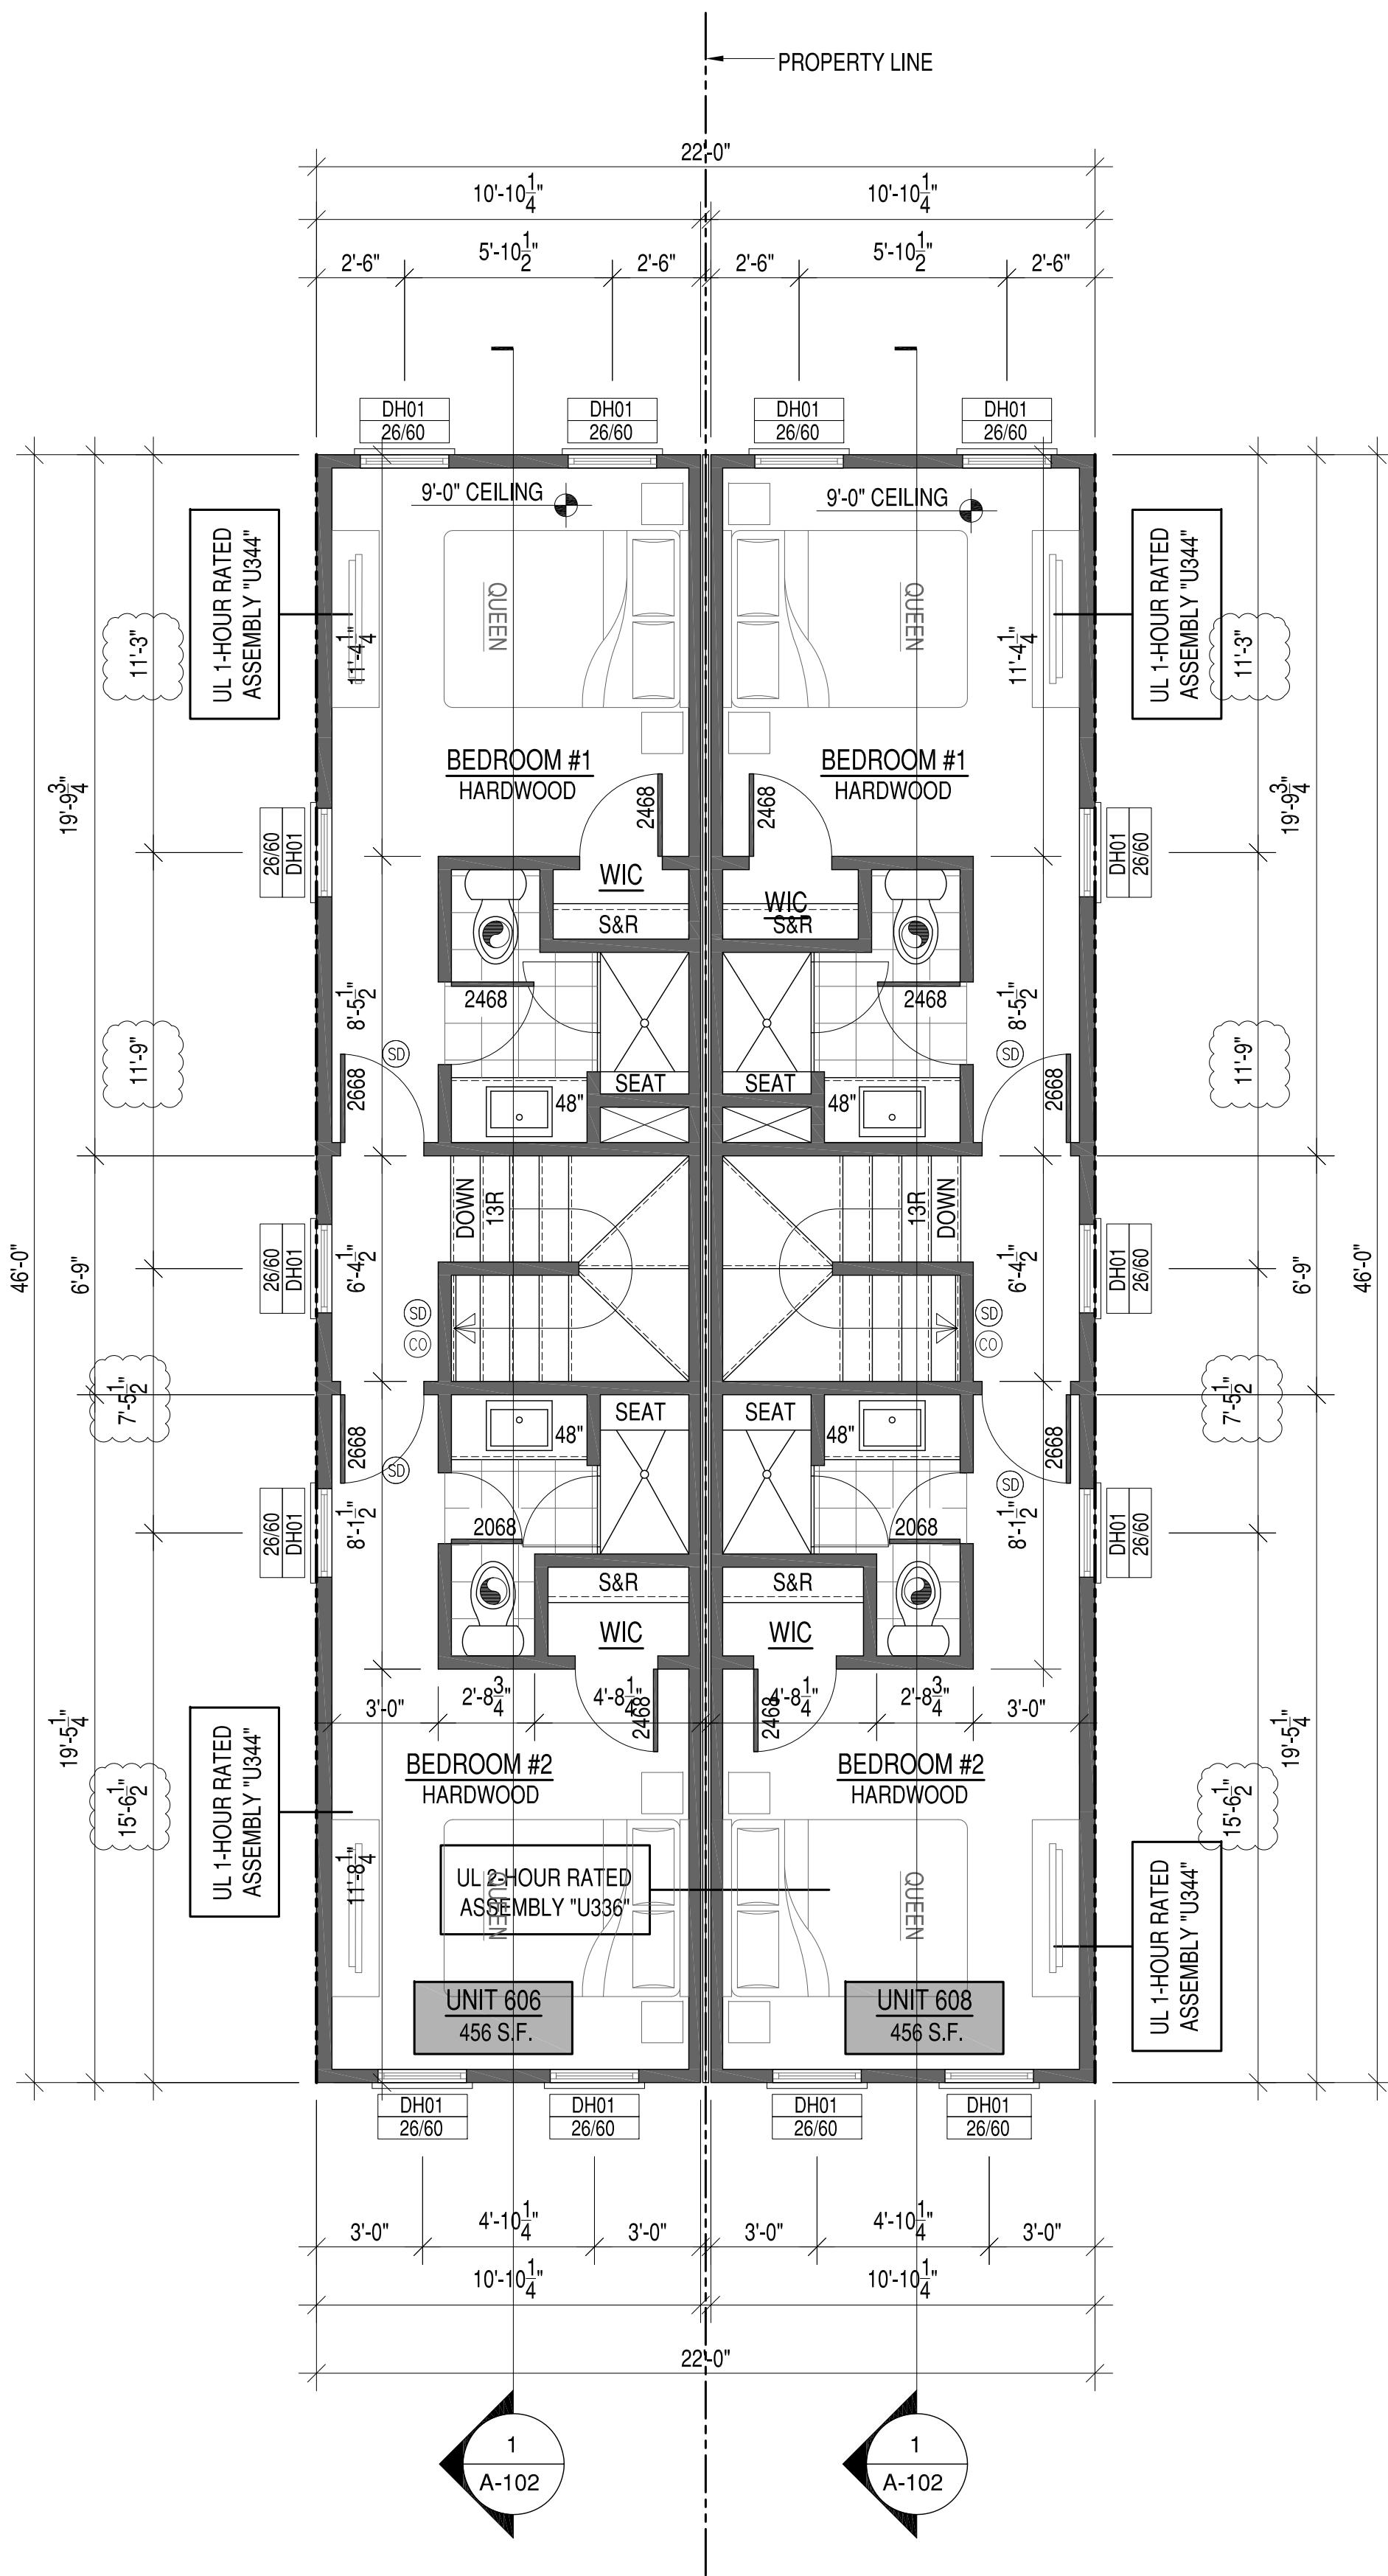 PROPERTY LINE
22'-0"
10'-10 1/4" 10'-10 1/4"
2'-6" 5'-10 1/2" 2'-6" 2'-6" 5'-10 1/2" 2'-6"
DH01 DH01 DH01 DH01
26/60 26/60 26/60 26/60
9'-0" CEILING 9'-0" CEILING
UL 1-HOUR RATED
ASSEMBLY "U344"
UL 1-HOUR RATED
ASSEMBLY "U344"
11'-3" 11'-4 1/4" QUEEN QUEEN 11'-4 1/4" 11'-3"
BEDROOM #1 BEDROOM #1
HARDWOOD HARDWOOD
19'-9 3/4" 2468 2468 19'-9 3/4"
26/60
DH01
DH01
26/60
WIC WIC
S&R S&R
8'-5 1/2" 2468 2468 8'-5 1/2"
SD SD
11'-9" 2668 SEAT SEAT 2668 11'-9"
48" 48"
DOWN 13R 13R DOWN
46'-0" 6'-9" 6'-4 1/2" 6'-4 1/2" 6'-9" 46'-0"
26/60
DH01
DH01
26/60
SD SD
CO CO
7'-5 1/2" SEAT SEAT 7'-5 1/2"
2668 48" 48" 2668
SD SD
26/60
DH01
DH01
26/60
8'-1 1/2" 2068 2068 8'-1 1/2"
S&R S&R
WIC WIC
3'-0" 2'-8 3/4" 4'-8 1/4" 4'-8 1/4" 2'-8 3/4" 3'-0"
2468 2468
19'-5 1/4" 19'-5 1/4"
BEDROOM #2 BEDROOM #2
HARDWOOD HARDWOOD
UL 1-HOUR RATED
ASSEMBLY "U344"
15'-6 1/2" 15'-6 1/2"
11'-8 1/4" QUEEN QUEEN
UL 2-HOUR RATED
ASSEMBLY "U336"
UL 1-HOUR RATED
ASSEMBLY "U344"
UNIT 606 UNIT 608
456 S.F. 456 S.F.
DH01 DH01 DH01 DH01
26/60 26/60 26/60 26/60
3'-0" 4'-10 1/4" 3'-0" 3'-0" 4'-10 1/4" 3'-0"
10'-10 1/4" 10'-10 1/4"
22'-0"
1 1
A-102 A-102